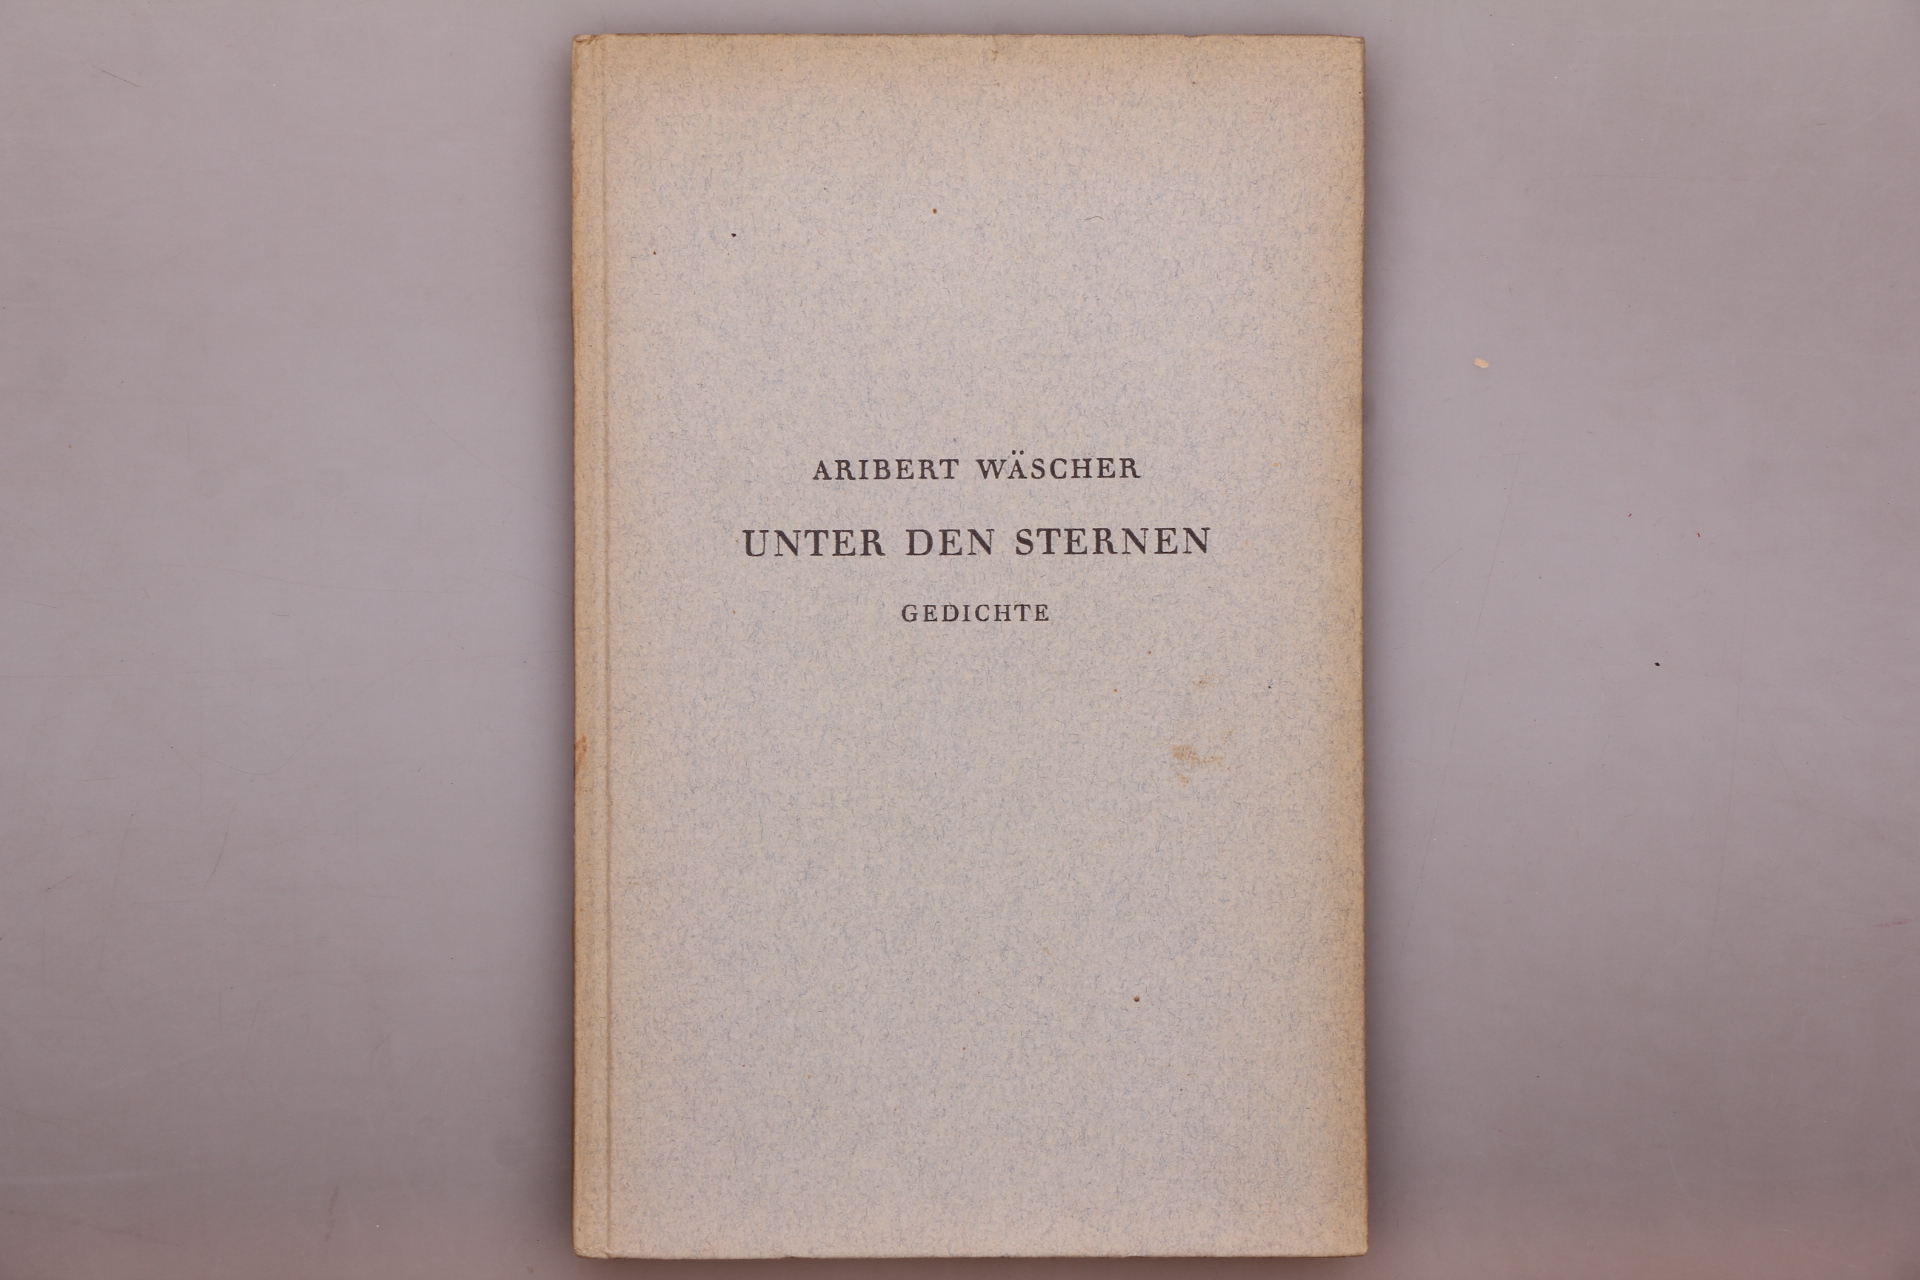 ARIBERT WÄSCHER
UNTER DEN STERNEN
GEDICHTE